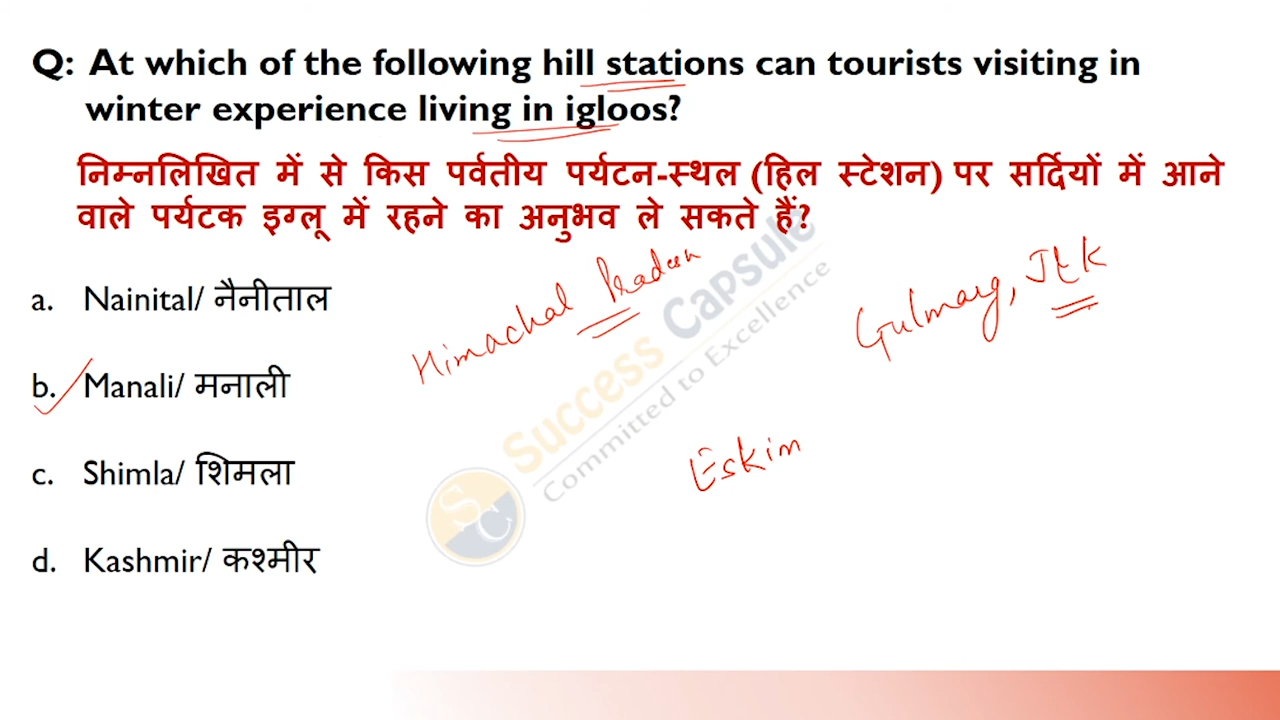 Q: At which of the following hill stations can tourists visiting in
winter experience living in igloos?
निम्नलिखित में से किस पर्वतीय पर्यटन-स्थल (हिल स्टेशन) पर सर्दियों में आने
वाले पर्यटक इग्लू में रहने का अनुभव ले सकते हैं?
a. Nainital/ नैनीताल
Himachal Pradesh
Gulmarg, J&K
b. Manali/ मनाली
Eskim
c. Shimla/ शिमला
d. Kashmir/ कश्मीर
SC
Success Capsule
Committed to Excellence